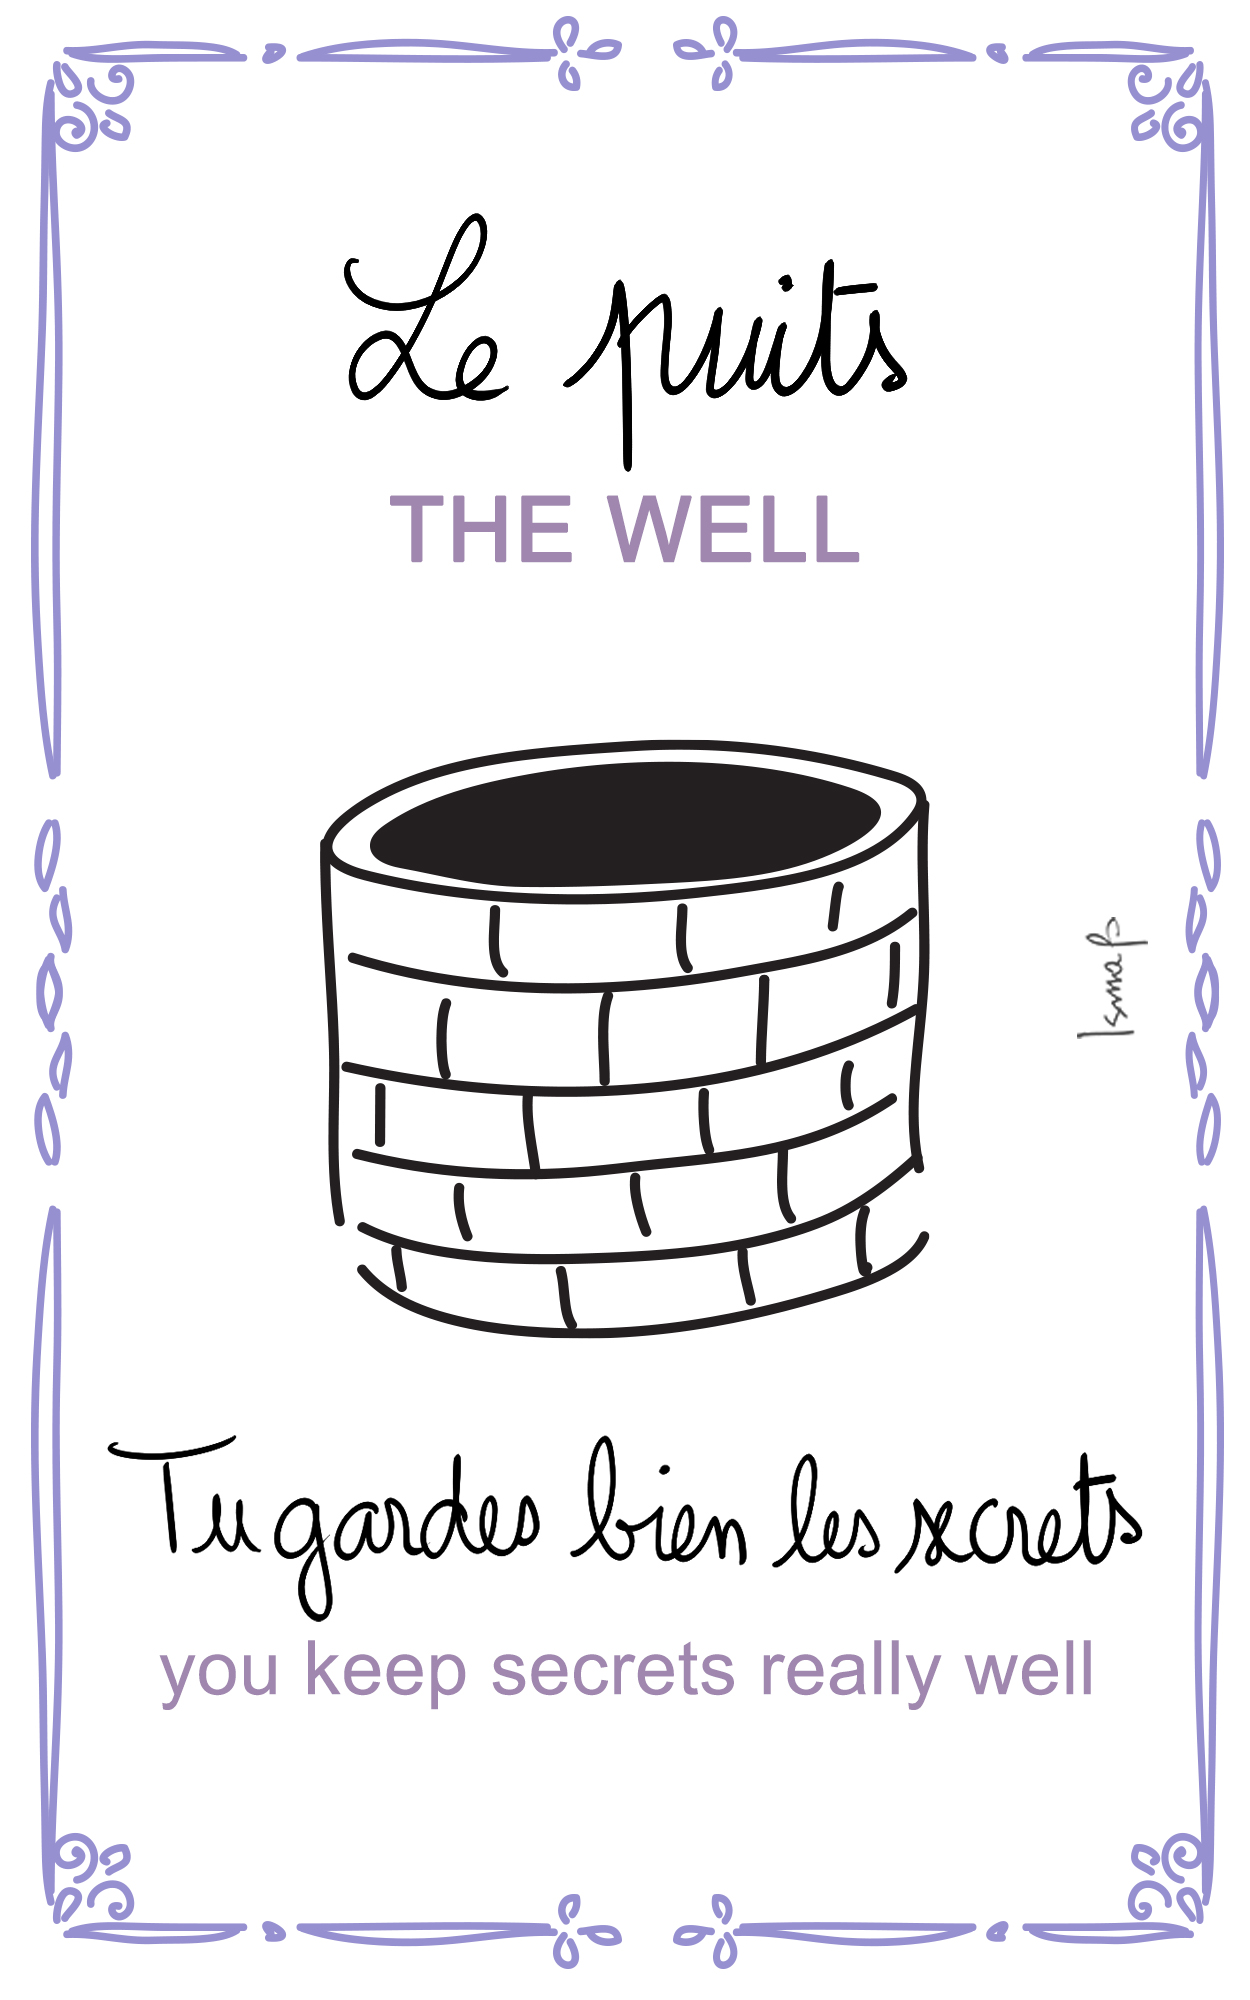 Le puits
THE WELL
Isma B
Tu gardes bien les secrets
you keep secrets really well